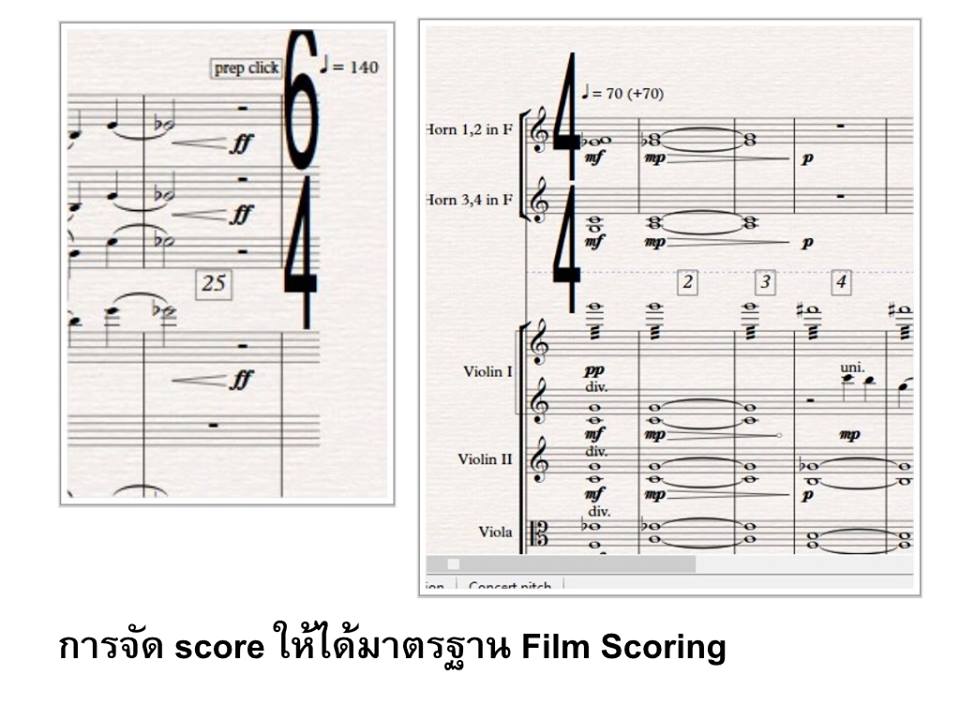 prep click
♩ = 140
6
4
ff
ff
25
ff
♩ = 70 (+70)
4
4
Horn 1,2 in F
mf
mp
p
Horn 3,4 in F
mf
mp
p
2
3
4
Violin I
pp
div.
uni.
mf
mp
mp
Violin II
div.
mf
mp
p
div.
Viola
Concert pitch
การจัด score ให้ได้มาตรฐาน Film Scoring